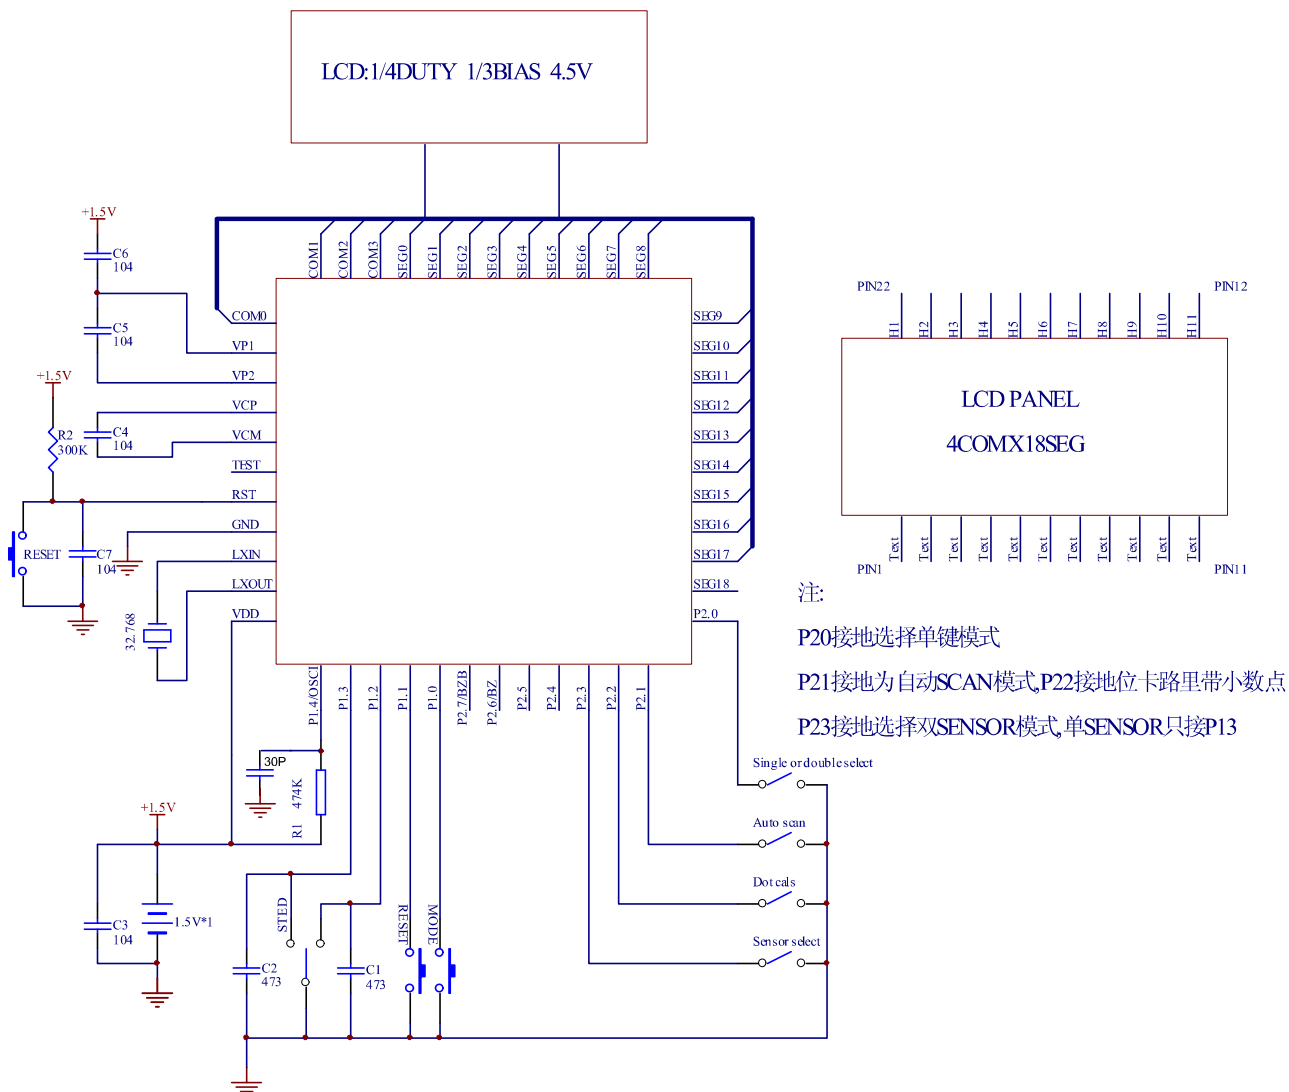 LCD:1/4DUTY 1/3BIAS 4.5V
+1.5V
C6
104
C5
104
+1.5V
R2
300K
C4
104
RESET
C7
104
32.768
COM1
COM2
COM3
SEG0
SEG1
SEG2
SEG3
SEG4
SEG5
SEG6
SEG7
SEG8
COM0
VP1
VP2
VCP
VCM
TEST
RST
GND
LXIN
LXOUT
VDD
SEG9
SEG10
SEG11
SEG12
SEG13
SEG14
SEG15
SEG16
SEG17
SEG18
P2.0
P1.4/OSCI
P1.3
P1.2
P1.1
P1.0
P2.7/BZB
P2.6/BZ
P2.5
P2.4
P2.3
P2.2
P2.1
PIN22
PIN12
H1
H2
H3
H4
H5
H6
H7
H8
H9
H10
H11
LCD PANEL
4COMX18SEG
Text
Text
Text
Text
Text
Text
Text
Text
Text
Text
Text
PIN1
PIN11
注:
P20接地选择单键模式
P21接地为自动SCAN模式,P22接地位卡路里带小数点
P23接地选择双SENSOR模式,单SENSOR只接P13
30P
474K
R1
+1.5V
C3
104
1.5V*1
STED
C2
473
C1
473
RESET
MODE
Single or double select
Auto scan
Dot cals
Sensor select